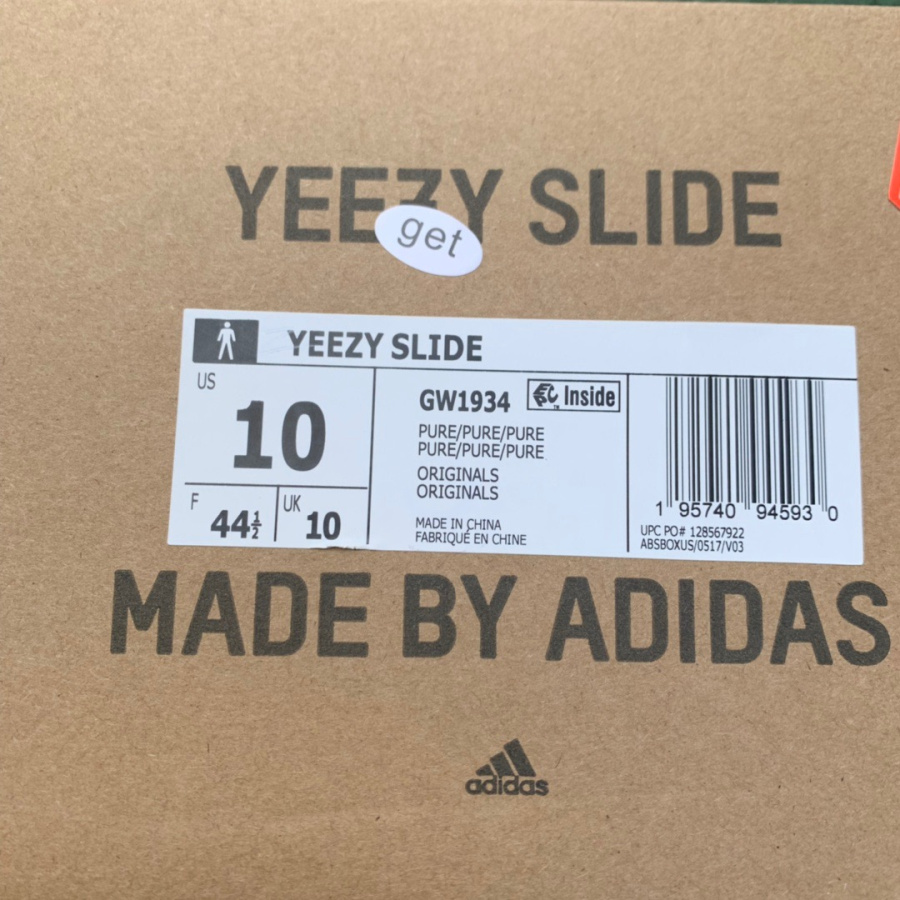 YEEZY SLIDE
get
YEEZY SLIDE
US
10
F
44½
UK
10
GW1934
EPC™ Inside
PURE/PURE/PURE
PURE/PURE/PURE
ORIGINALS
ORIGINALS
MADE IN CHINA
FABRIQUÉ EN CHINE
1 95740 94593 0
UPC PO# 128567922
ABSBOXUS/0517/V03
MADE BY ADIDAS
adidas